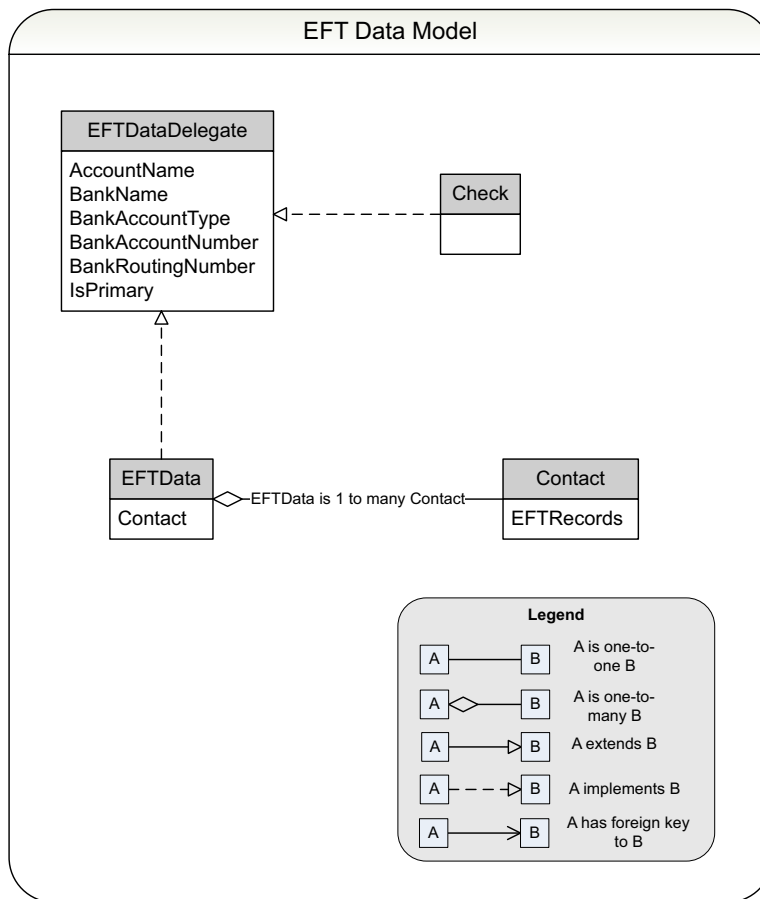 EFT Data Model
EFTDataDelegate
AccountName
BankName
BankAccountType
BankAccountNumber
BankRoutingNumber
IsPrimary
Check
EFTData
Contact
EFTData is 1 to many Contact
Contact
EFTRecords
Legend
A B A is one-to-
one B
A B A is one-to-
many B
A B A extends B
A B A implements B
A B A has foreign key
to B